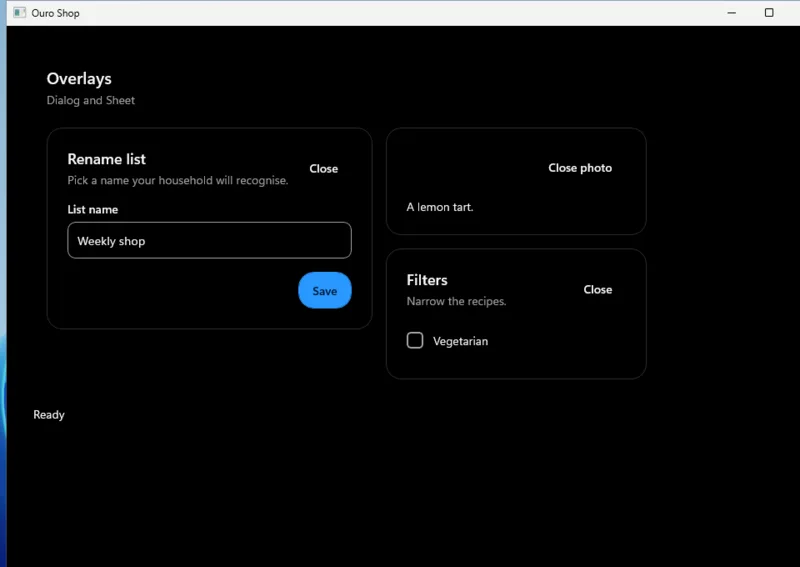 Ouro Shop
Overlays
Dialog and Sheet
Rename list
Pick a name your household will recognise.
Close
List name
Weekly shop
Save
Close photo
A lemon tart.
Filters
Narrow the recipes.
Close
Vegetarian
Ready